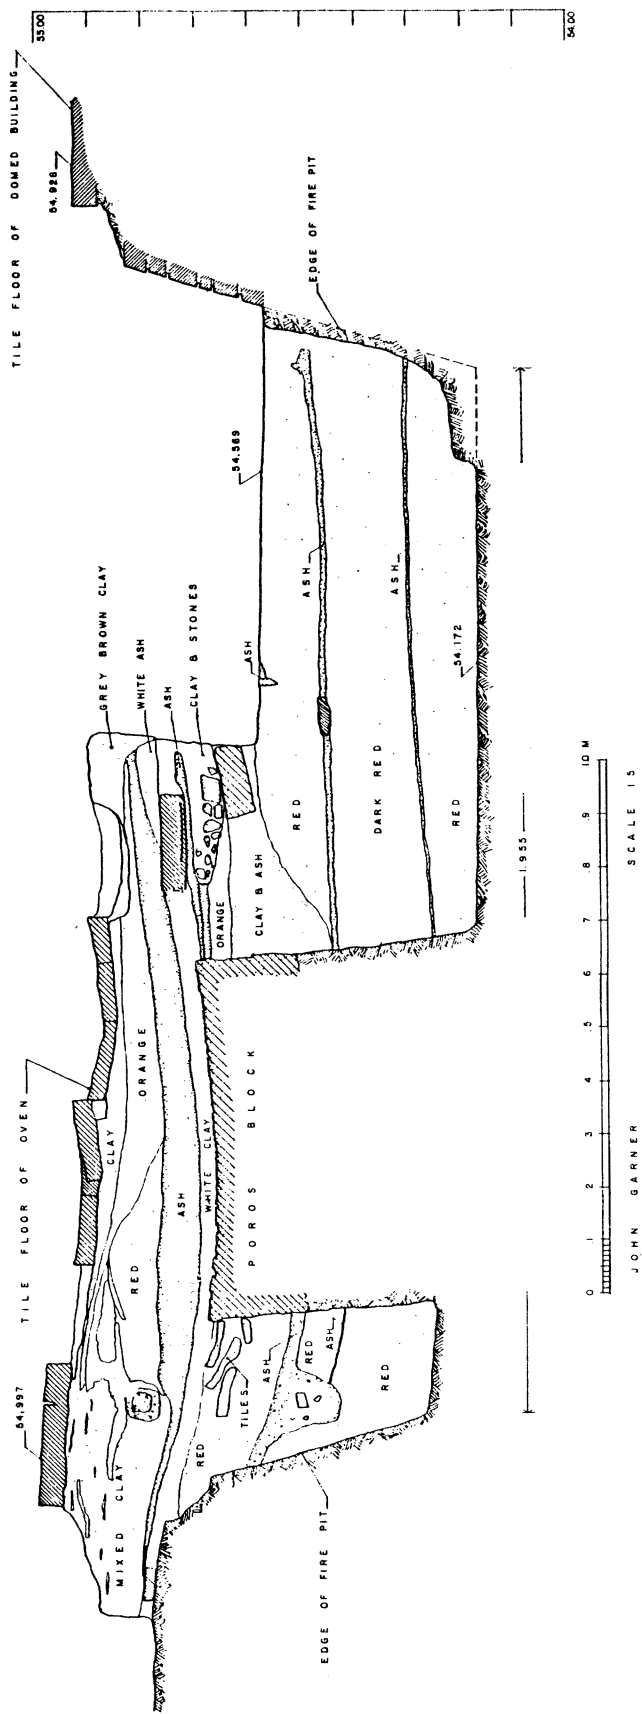 55.00
54.00
TILE FLOOR OF DOMED BUILDING
54.928
EDGE OF FIRE PIT
54.569
ASH
ASH
54.172
ASH
GREY BROWN CLAY
WHITE ASH
ASH
CLAY & STONES
RED
DARK RED
RED
CLAY & ASH
ORANGE
TILE FLOOR OF OVEN
ORANGE
CLAY
RED
ASH
WHITE CLAY
POROS BLOCK
54.997
MIXED CLAY
RED
TILES
ASH
RED
ASH
RED
EDGE OF FIRE PIT
1.955
0 .1 .2 3 4 .5 6 7 .8 .9 1.0 M
JOHN GARNER
SCALE 1:5